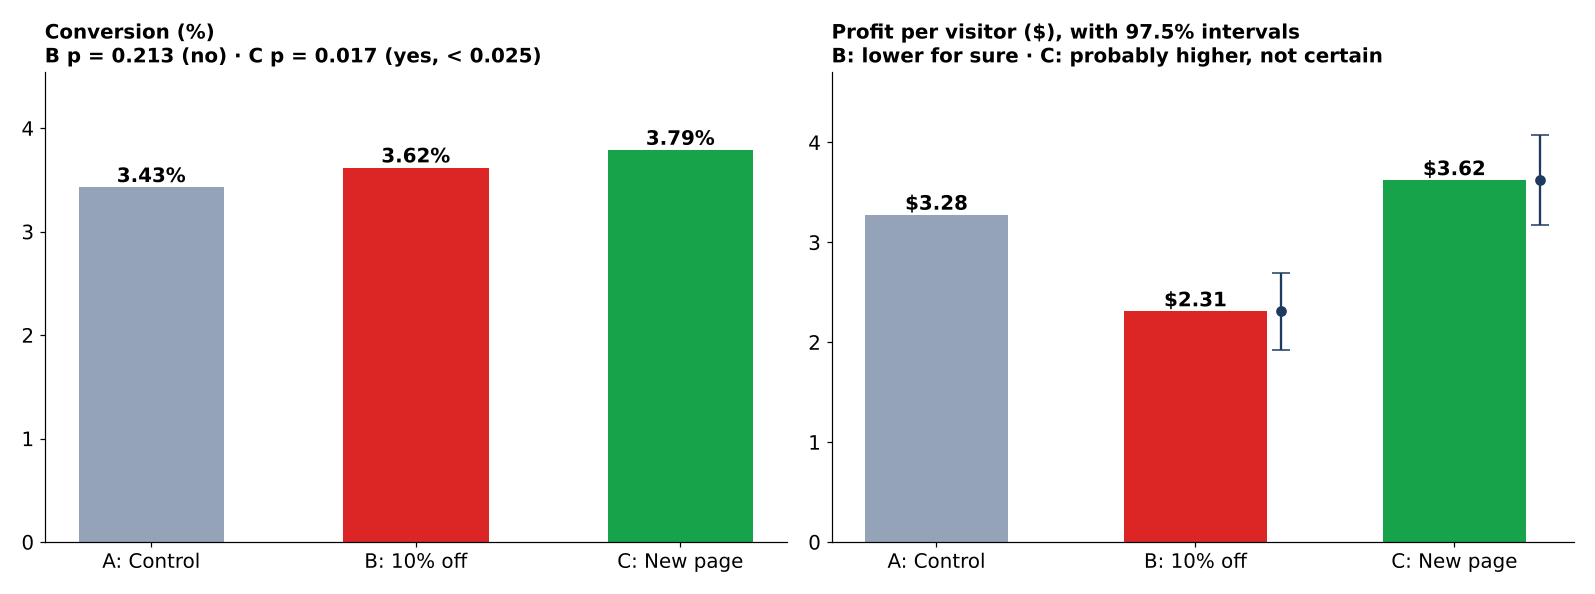 Conversion (%)
B p = 0.213 (no) · C p = 0.017 (yes, < 0.025)
4
3
2
1
0
3.43%
3.62%
3.79%
A: Control
B: 10% off
C: New page
Profit per visitor ($), with 97.5% intervals
B: lower for sure · C: probably higher, not certain
4
3
2
1
0
$3.28
$2.31
$3.62
A: Control
B: 10% off
C: New page